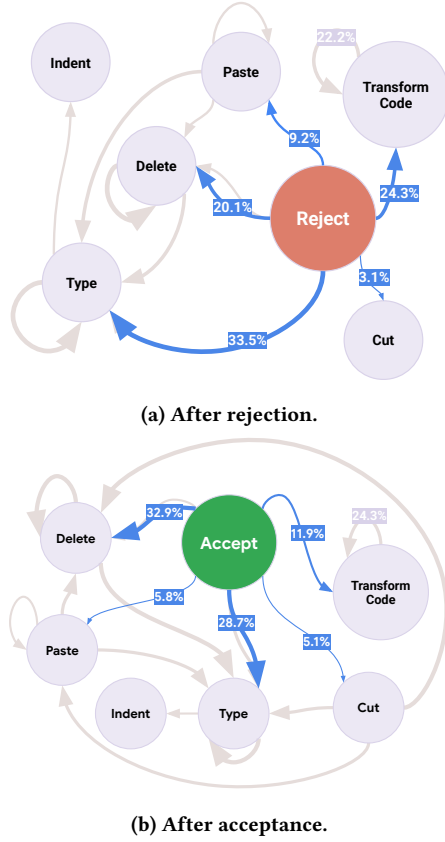 22.2%
Indent
Paste
Transform
Code
9.2%
Delete
20.1%
24.3%
Reject
3.1%
Type
33.5%
Cut
(a) After rejection.
32.9%
24.3%
Delete
Accept
11.9%
Transform
Code
5.8%
28.7%
5.1%
Paste
Indent
Type
Cut
(b) After acceptance.